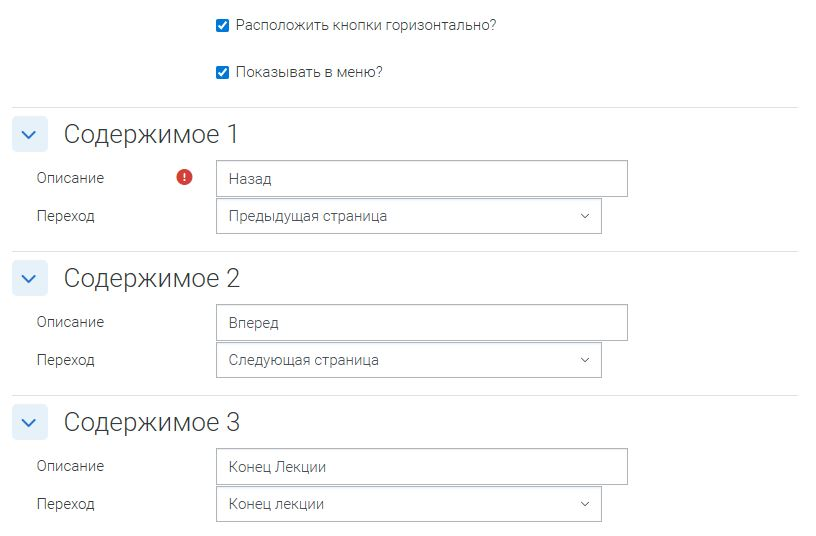 Расположить кнопки горизонтально?
Показывать в меню?
Содержимое 1
Описание
Назад
Переход
Предыдущая страница
Содержимое 2
Описание
Вперед
Переход
Следующая страница
Содержимое 3
Описание
Конец Лекции
Переход
Конец лекции